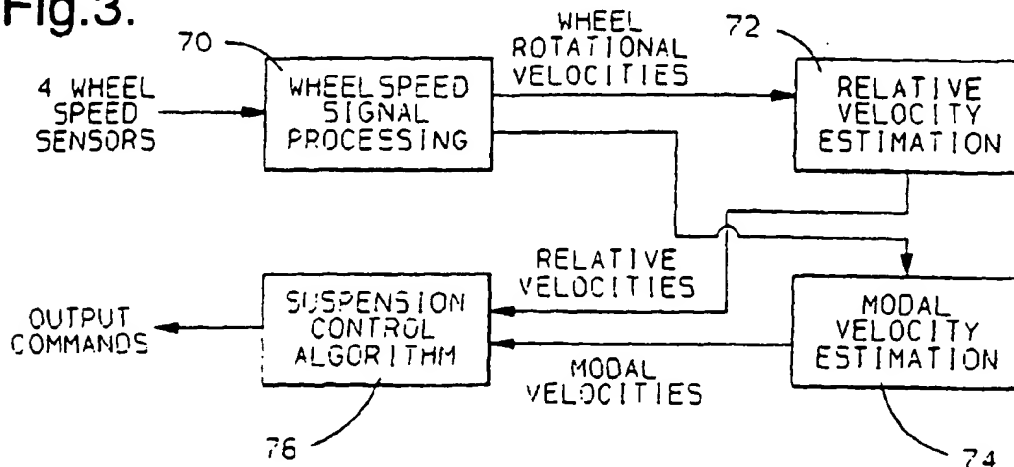 Fig.3.
70
72
4 WHEEL
SPEED
SENSORS
WHEELSPEED
SIGNAL
PROCESSING
WHEEL
ROTATIONAL
VELOCITIES
RELATIVE
VELOCITY
ESTIMATION
OUTPUT
COMMANDS
SUSPENSION
CONTROL
ALGORITHM
RELATIVE
VELOCITIES
MODAL
VELOCITIES
MODAL
VELOCITY
ESTIMATION
76
74